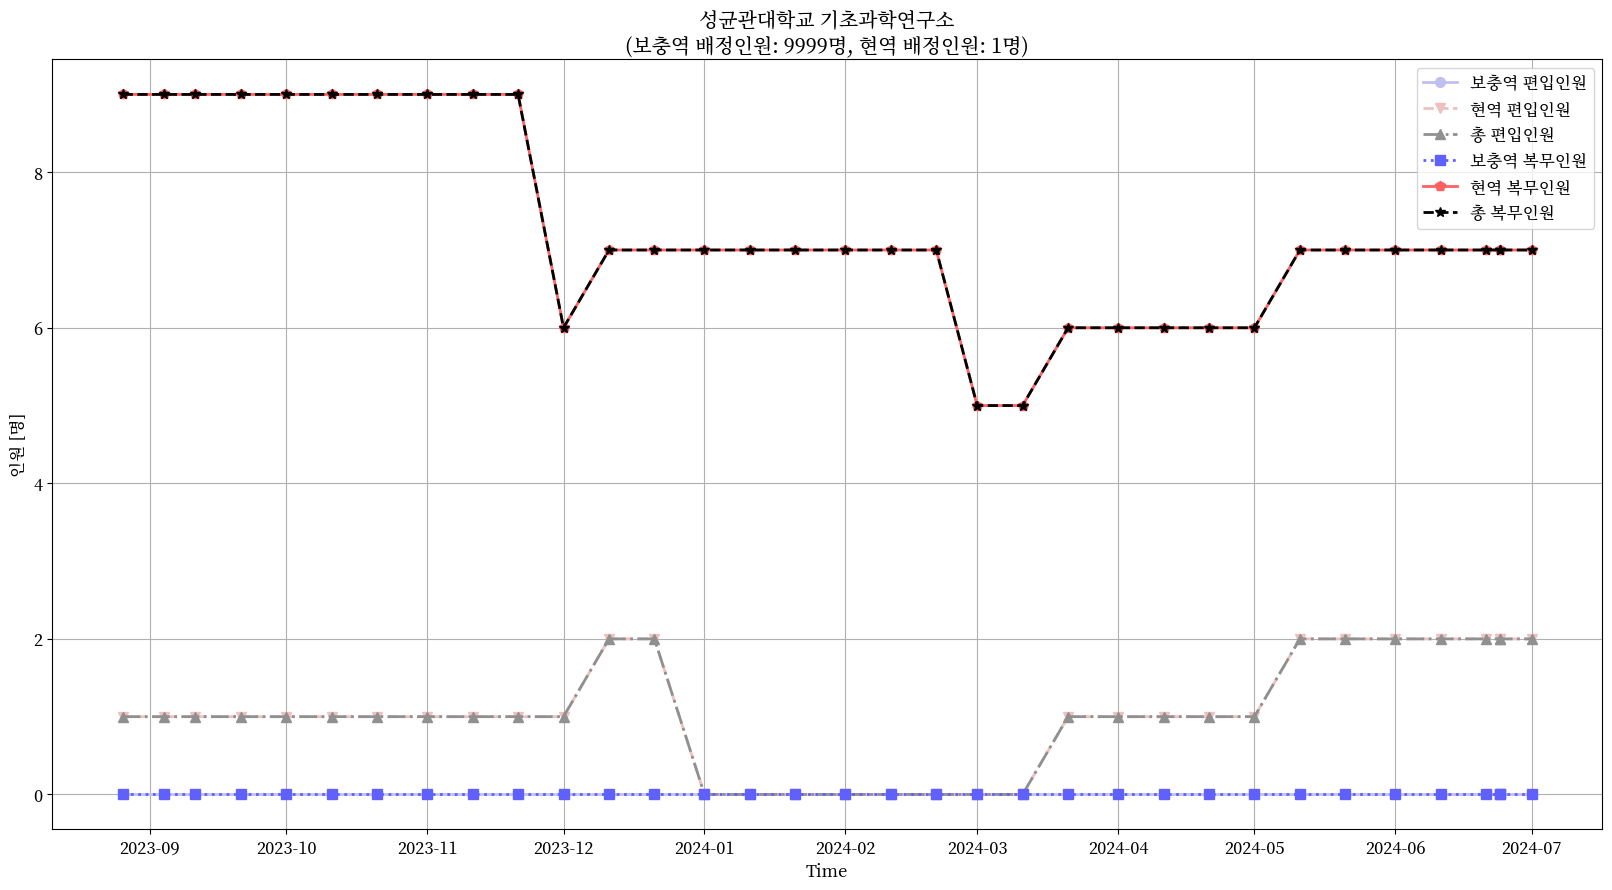 성균관대학교 기초과학연구소
(보충역 배정인원: 9999명, 현역 배정인원: 1명)
보충역 편입인원
현역 편입인원
총 편입인원
보충역 복무인원
현역 복무인원
총 복무인원
인원 [명]
8
6
4
2
0
2023-09 2023-10 2023-11 2023-12 2024-01 2024-02 2024-03 2024-04 2024-05 2024-06 2024-07
Time